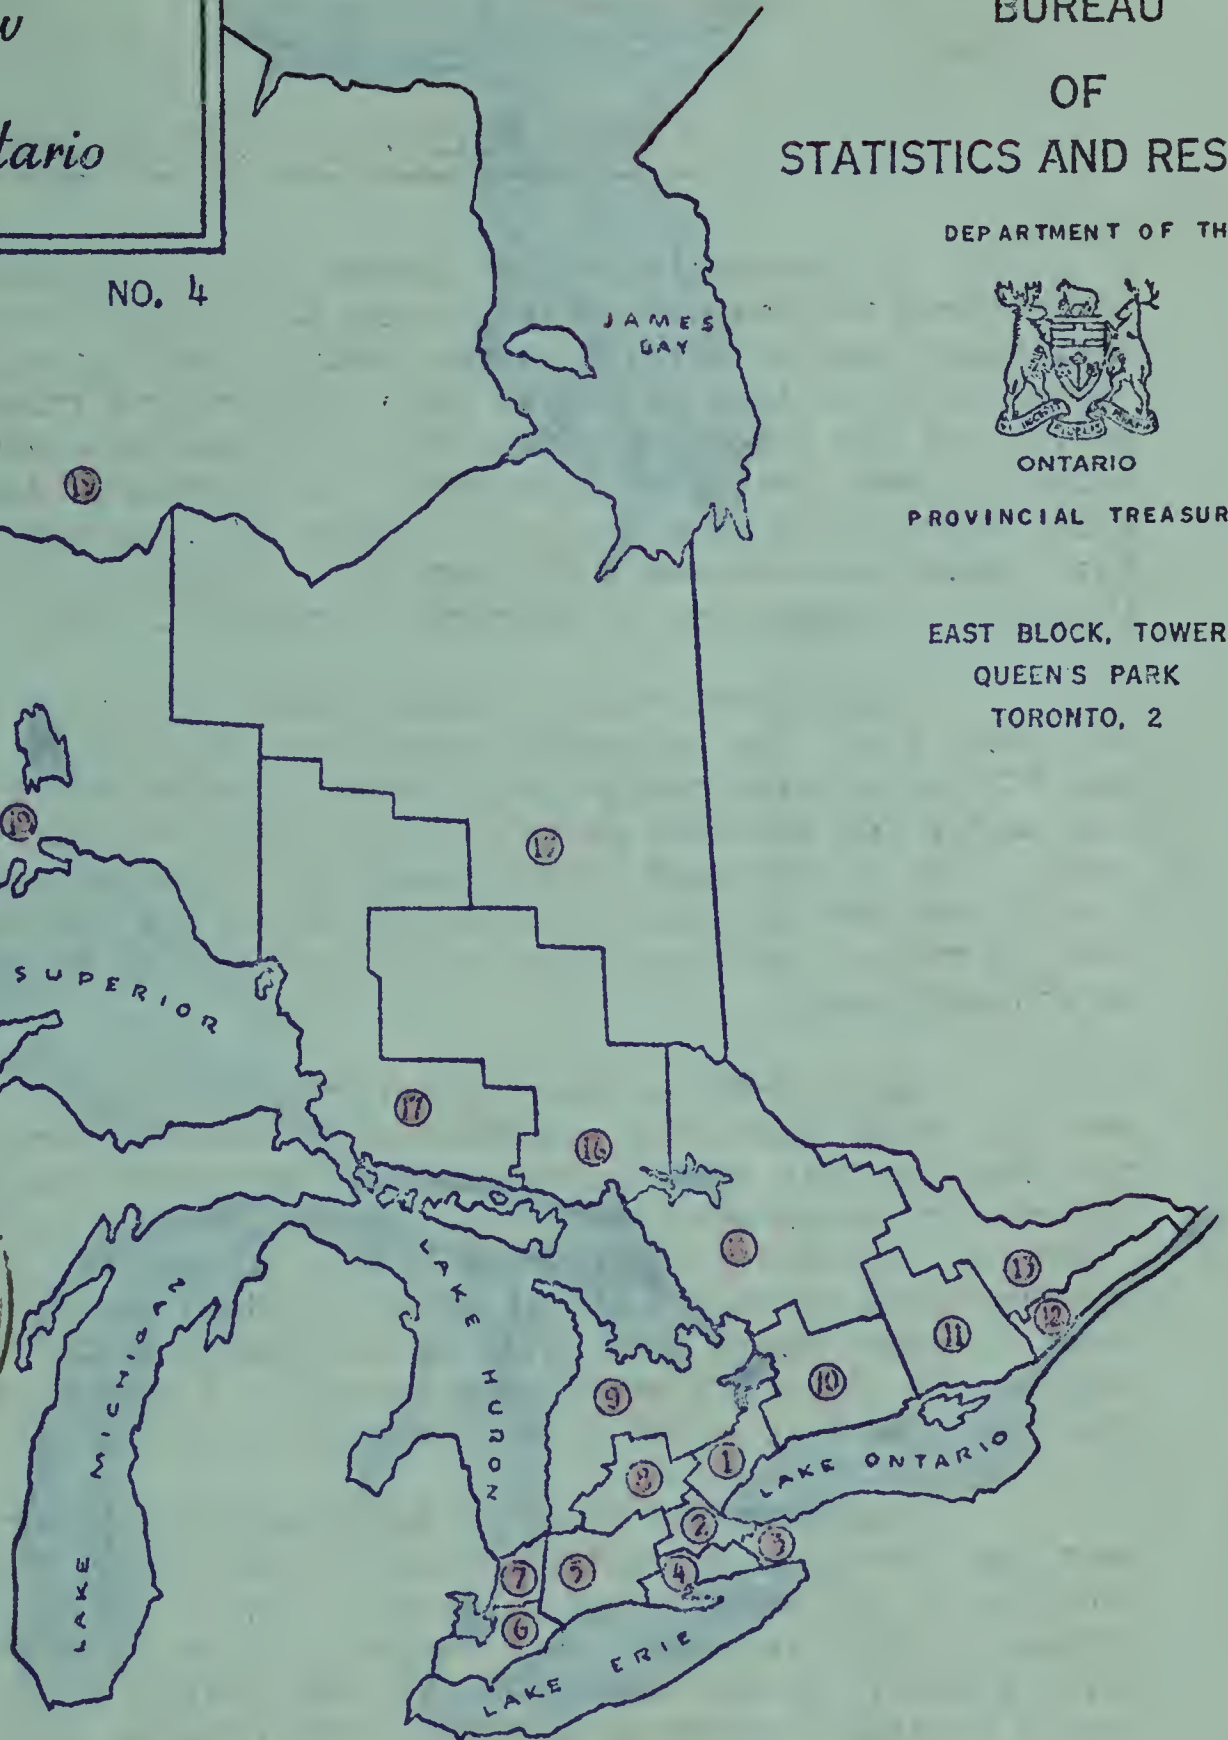 tario
NO. 4
BUREAU
OF
STATISTICS AND RES
DEPARTMENT OF TH
ONTARIO
PROVINCIAL TREASUR
EAST BLOCK, TOWER
QUEEN'S PARK
TORONTO, 2
JAMES
BAY
19
17
16
13
12
11
10
9
8
1
2
3
4
5
7
6
SUPERIOR
LAKE MICHIGAN
LAKE HURON
LAKE ONTARIO
LAKE ERIE